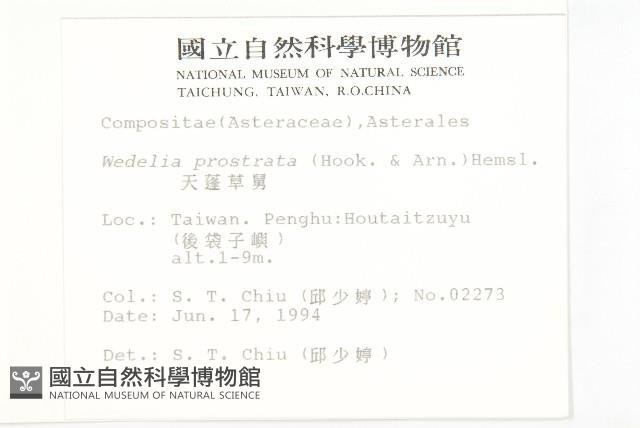 國立自然科學博物館
NATIONAL MUSEUM OF NATURAL SCIENCE
TAICHUNG. TAIWAN, R.O.CHINA
Compositae(Asteraceae),Asterales
Wedelia prostrata (Hook. & Arn.)Hemsl.
天蓬草舅
Loc.: Taiwan. Penghu:Houtaitzuyu
(後袋子嶼)
alt.1-9m.
Col.: S. T. Chiu (邱少婷); No.02273
Date: Jun. 17, 1994
Det.: S. T. Chiu (邱少婷)
國立自然科學博物館
NATIONAL MUSEUM OF NATURAL SCIENCE